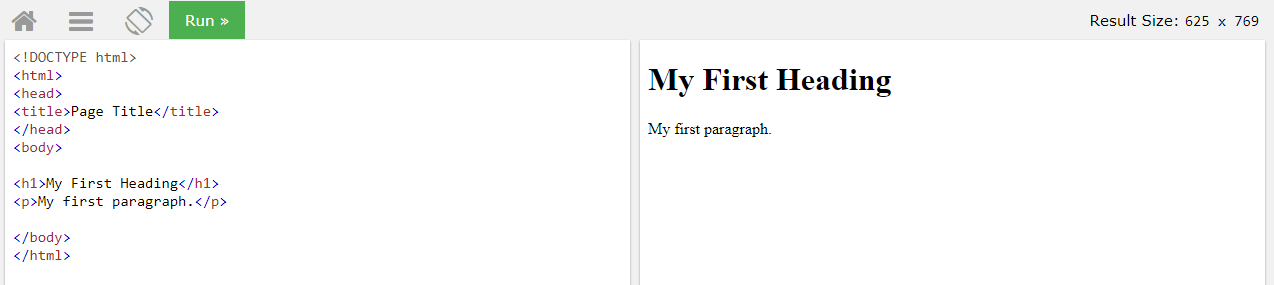 Run »
Result Size: 625 x 769
<!DOCTYPE html>
<html>
<head>
<title>Page Title</title>
</head>
<body>
<h1>My First Heading</h1>
<p>My first paragraph.</p>
</body>
</html>
My First Heading
My first paragraph.